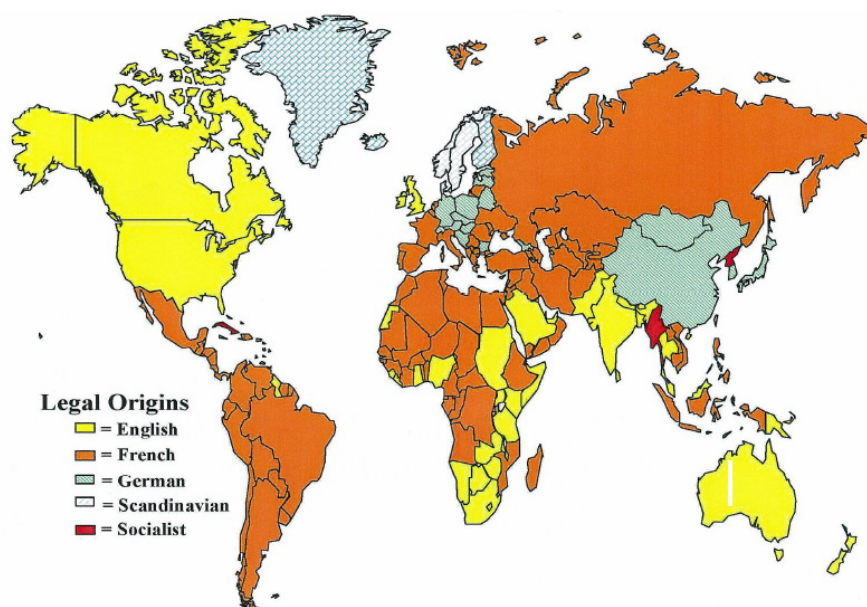 Legal Origins
= English
= French
= German
= Scandinavian
= Socialist